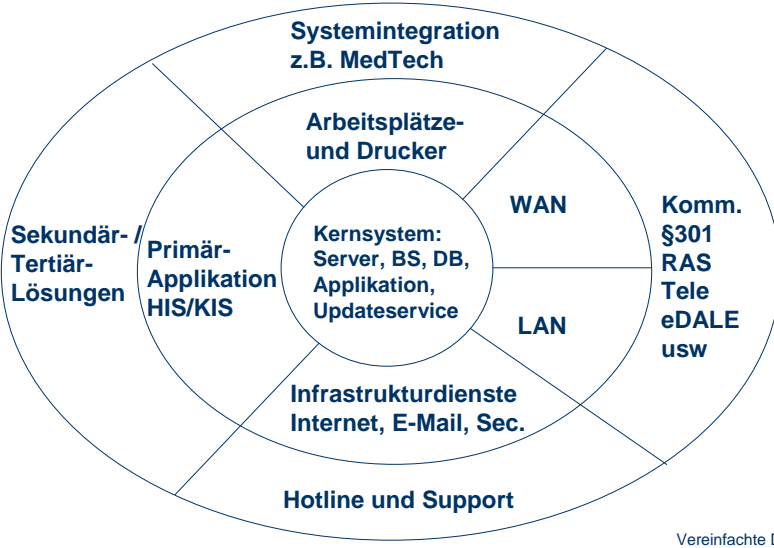 Systemintegration
z.B. MedTech
Arbeitsplätze-
und Drucker
WAN
Komm.
§301
RAS
Tele
eDALE
usw
Sekundär- /
Tertiär-
Lösungen
Primär-
Applikation
HIS/KIS
Kernsystem:
Server, BS, DB,
Applikation,
Updateservice
LAN
Infrastrukturdienste
Internet, E-Mail, Sec.
Hotline und Support
Vereinfachte